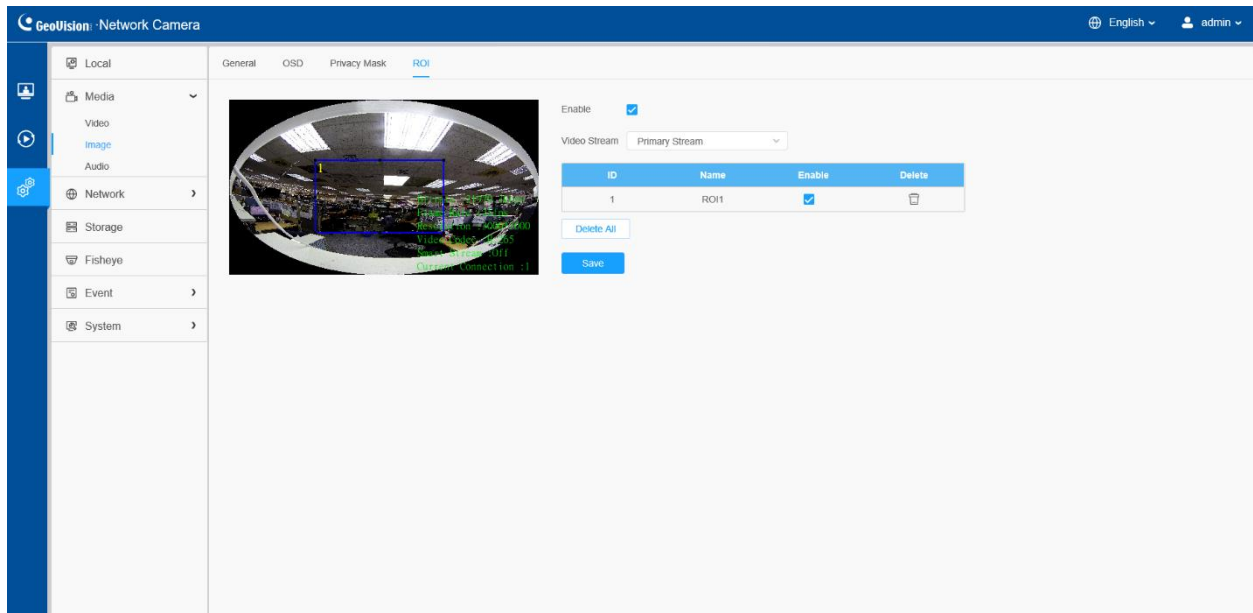 GeoVision Network Camera
English
admin
Local
Media
Video
Image
Audio
Network
Storage
Fisheye
Event
System
General OSD Privacy Mask ROI
1
Video
Current Connection :1
Enable
Video Stream Primary Stream
ID Name Enable Delete
1 ROI1
Delete All
Save